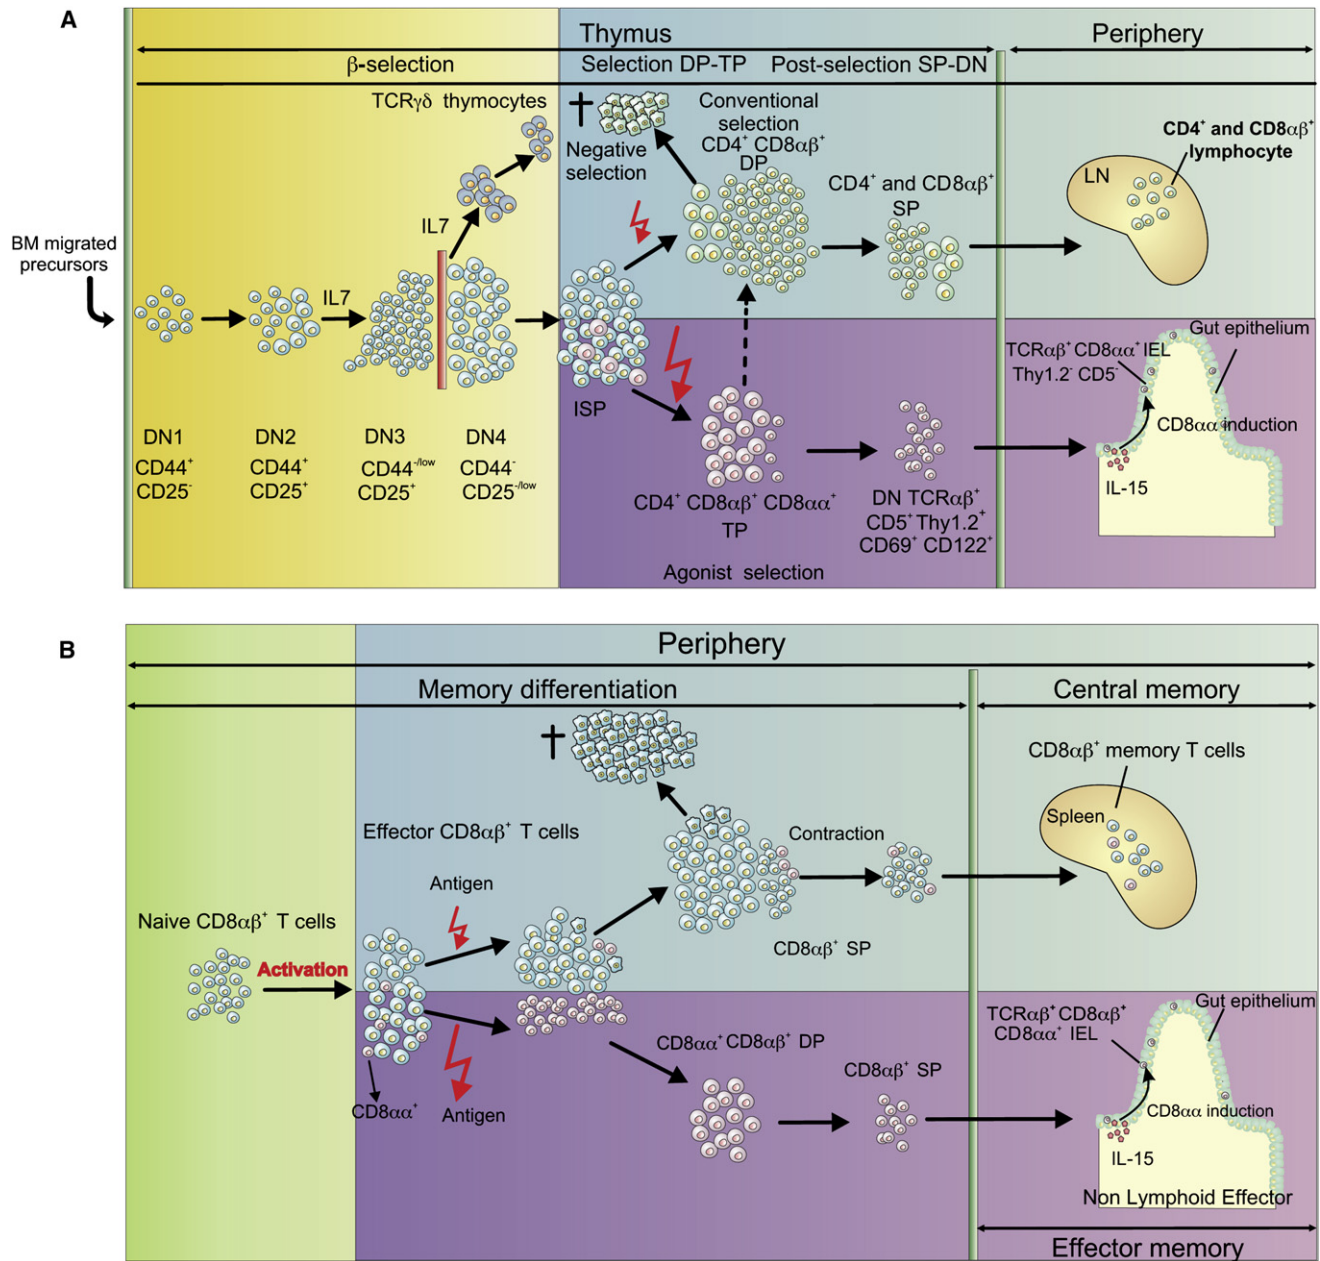 A
Thymus
Periphery
β-selection
Selection DP-TP
Post-selection SP-DN
TCRγδ thymocytes
Negative
selection
Conventional
selection
CD4⁺ CD8αβ⁺
DP
CD4⁺ and CD8αβ⁺
SP
CD4⁺ and CD8αβ⁺
lymphocyte
LN
BM migrated
precursors
IL7
IL7
ISP
DN1
CD44⁺
CD25⁻
DN2
CD44⁺
CD25⁺
DN3
CD44⁻/low
CD25⁺
DN4
CD44⁻
CD25⁻/low
CD4⁺ CD8αβ⁺ CD8αα⁺
TP
DN TCRαβ⁺
CD5⁺ Thy1.2⁺
CD69⁺ CD122⁺
Agonist selection
Gut epithelium
TCRαβ⁺ CD8αα⁺ IEL
Thy1.2⁻ CD5⁻
CD8αα induction
IL-15
B
Periphery
Memory differentiation
Central memory
CD8αβ⁺ memory T cells
Spleen
Effector CD8αβ⁺ T cells
Contraction
Antigen
Naive CD8αβ⁺ T cells
Activation
CD8αβ⁺ SP
CD8αα⁺
Antigen
CD8αα⁺ CD8αβ⁺ DP
CD8αβ⁺ SP
Gut epithelium
TCRαβ⁺ CD8αβ⁺
CD8αα⁺ IEL
CD8αα induction
IL-15
Non Lymphoid Effector
Effector memory